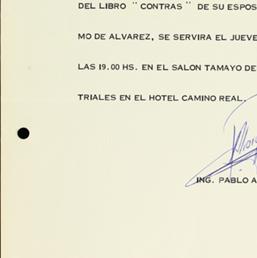 DEL LIBRO " CONTRAS " DE SU ESPOS
MO DE ALVAREZ, SE SERVIRA EL JUEVE
LAS 19.00 HS. EN EL SALON TAMAYO DE
TRIALES EN EL HOTEL CAMINO REAL.
ING. PABLO A